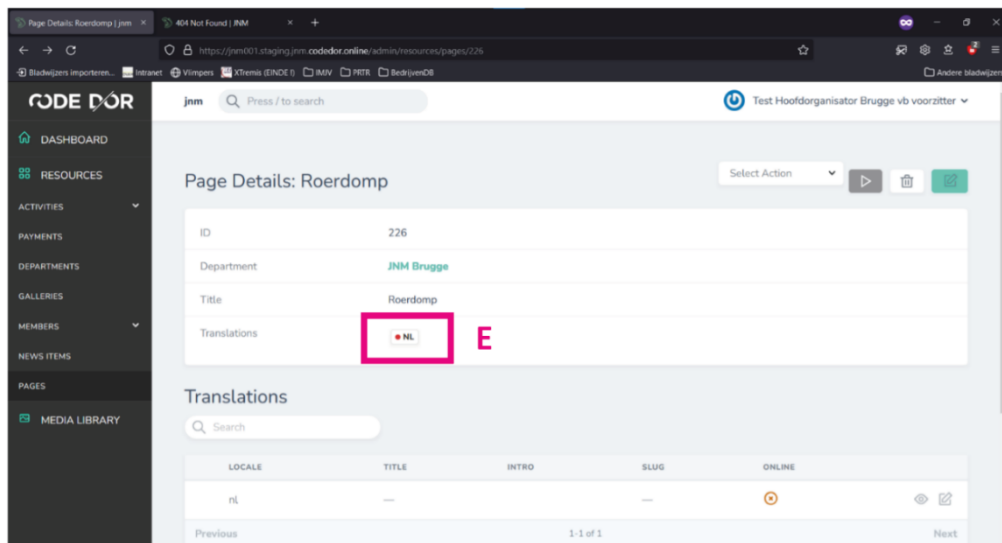 Page Details: Roerdomp | jnm
404 Not Found | JNM
https://jnm001.staging.jnm.codedor.online/admin/resources/pages/226
Bladwijzers importeren... Intranet Vlimpers XTremis (EINDE !) IMJV PRTR BedrijvenDB Andere bladwijzers
CODE D'OR jnm Press / to search Test Hoofdorganisator Brugge vb voorzitter
DASHBOARD
RESOURCES
Page Details: Roerdomp Select Action
ACTIVITIES
ID 226
PAYMENTS
DEPARTMENTS
Department JNM Brugge
GALLERIES
Title Roerdomp
MEMBERS
Translations NL E
NEWS ITEMS
PAGES
Translations
MEDIA LIBRARY
Search
LOCALE TITLE INTRO SLUG ONLINE
nl — —
Previous 1-1 of 1 Next